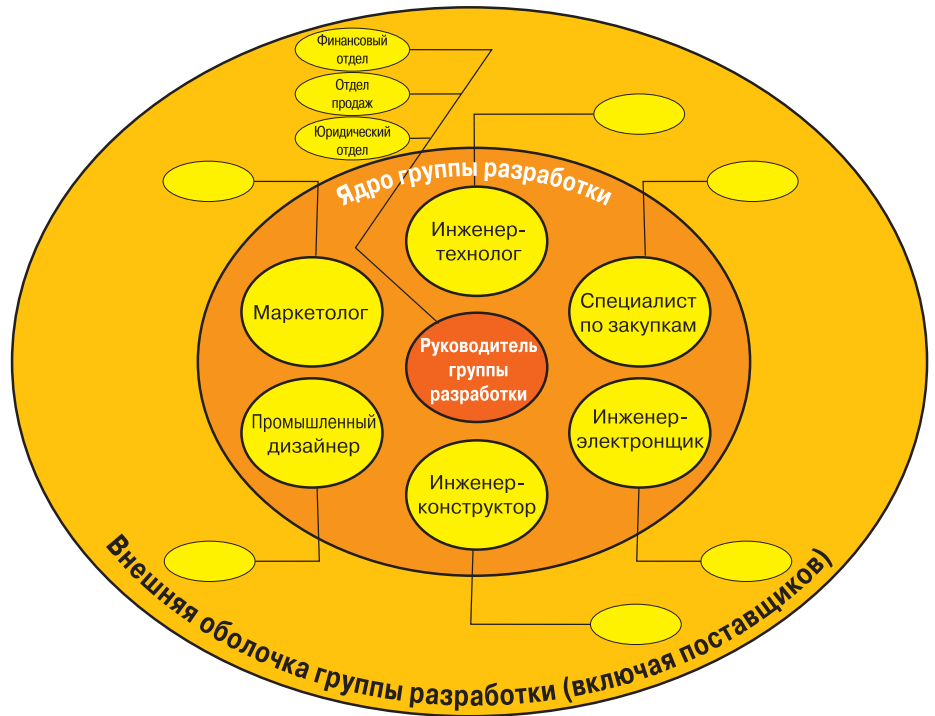 Финансовый
отдел
Отдел
продаж
Юридический
отдел
Ядро группы разработки
Инженер-
технолог
Маркетолог
Специалист
по закупкам
Руководитель
группы
разработки
Промышленный
дизайнер
Инженер-
электронщик
Инженер-
конструктор
Внешняя оболочка группы разработки (включая поставщиков)